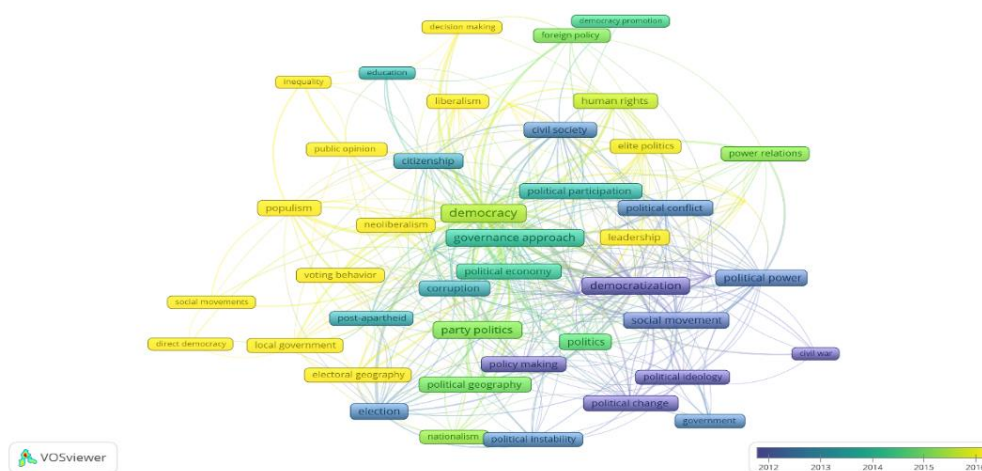 decision making
democracy promotion
foreign policy
education
inequality
liberalism
human rights
civil society
public opinion
elite politics
citizenship
power relations
political participation
populism
democracy
political conflict
neoliberalism
governance approach
leadership
voting behavior
political economy
political power
corruption
democratization
social movements
post-apartheid
social movement
party politics
direct democracy
local government
politics
civil war
policy making
electoral geography
political ideology
political geography
election
political change
government
nationalism
political instability
VOSviewer
2012 2013 2014 2015 2016